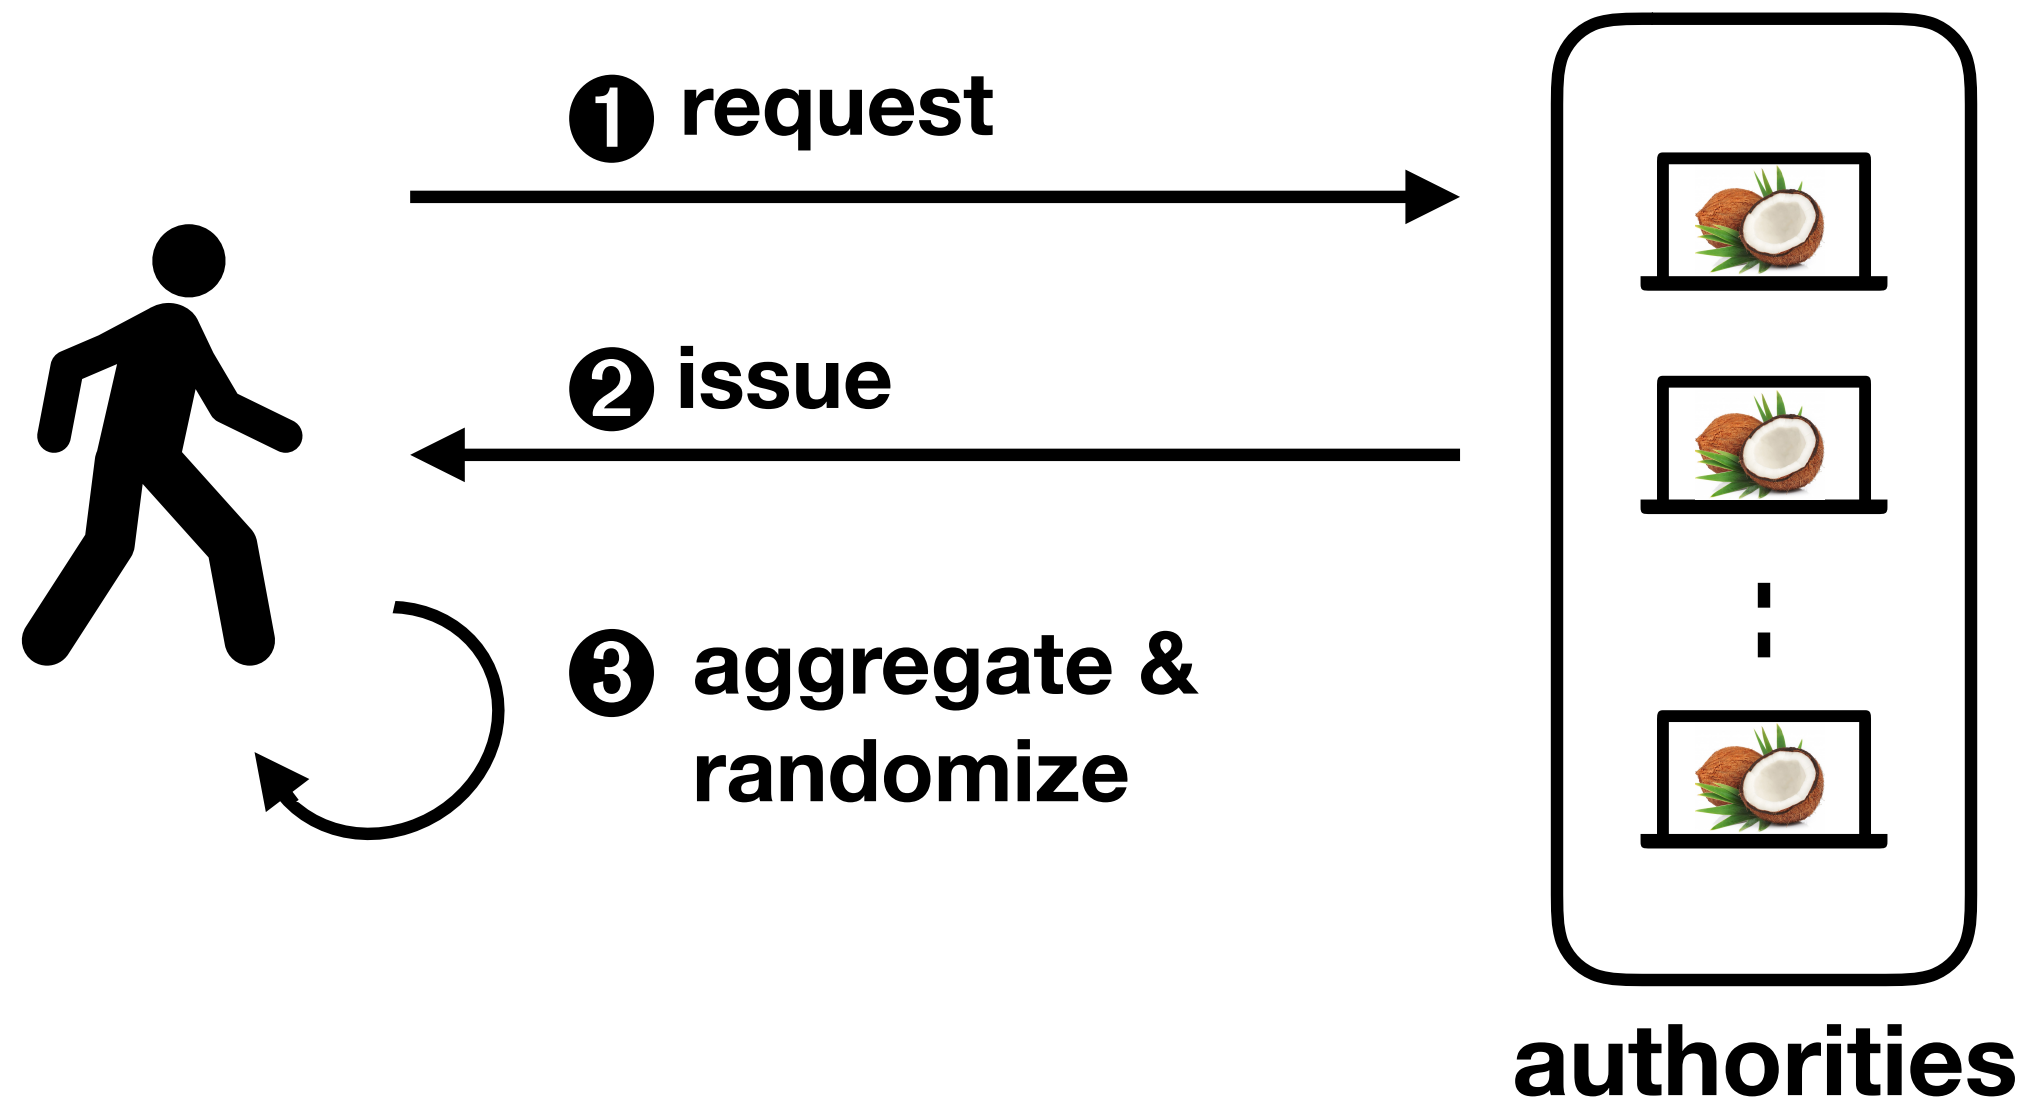 ❶ request
❷ issue
❸ aggregate &
randomize
authorities